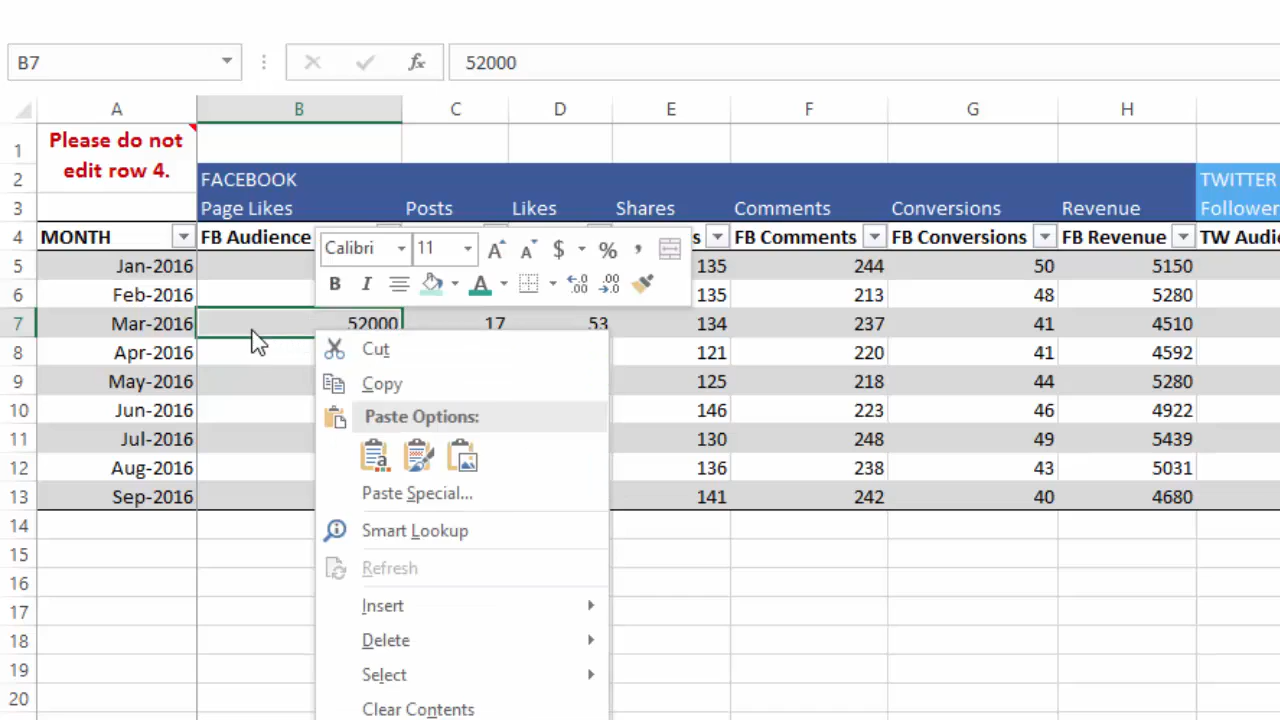 B7 fx 52000
A B C D E F G H
1 Please do not
edit row 4.
2 FACEBOOK TWITTER
3 Page Likes Posts Likes Shares Comments Conversions Revenue Follower
4 MONTH FB Audience s FB Comments FB Conversions FB Revenue TW Audi
Calibri 11 A A $ % ,
B I A .0 .00 .00 .0
5 Jan-2016 135 244 50 5150
6 Feb-2016 135 213 48 5280
7 Mar-2016 52000 17 53 134 237 41 4510
8 Apr-2016 121 220 41 4592
9 May-2016 125 218 44 5280
10 Jun-2016 146 223 46 4922
11 Jul-2016 130 248 49 5439
12 Aug-2016 136 238 43 5031
13 Sep-2016 141 242 40 4680
14
15
16
17
18
19
20
Cut
Copy
Paste Options:
a
Paste Special...
Smart Lookup
Refresh
Insert
Delete
Select
Clear Contents